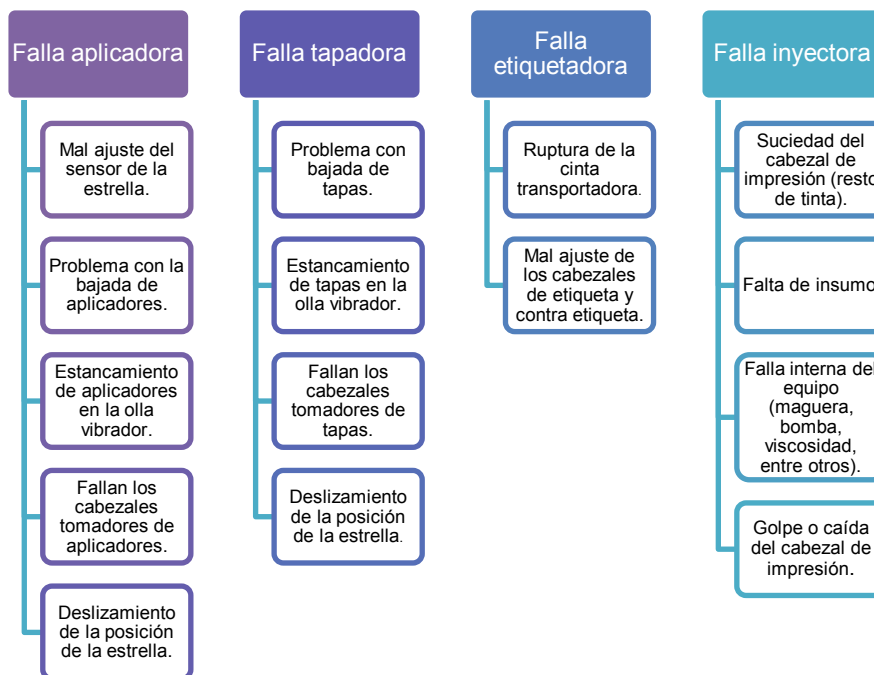 Falla aplicadora
Mal ajuste del
sensor de la
estrella.
Problema con la
bajada de
aplicadores.
Estancamiento
de aplicadores
en la olla
vibrador.
Fallan los
cabezales
tomadores de
aplicadores.
Deslizamiento
de la posición
de la estrella.
Falla tapadora
Problema con
bajada de
tapas.
Estancamiento
de tapas en la
olla vibrador.
Fallan los
cabezales
tomadores de
tapas.
Deslizamiento
de la posición
de la estrella.
Falla
etiquetadora
Ruptura de la
cinta
transportadora.
Mal ajuste de
los cabezales
de etiqueta y
contra etiqueta.
Falla inyectora
Suciedad del
cabezal de
impresión (resto
de tinta).
Falta de insumo
Falla interna del
equipo
(maguera,
bomba,
viscosidad,
entre otros).
Golpe o caída
del cabezal de
impresión.